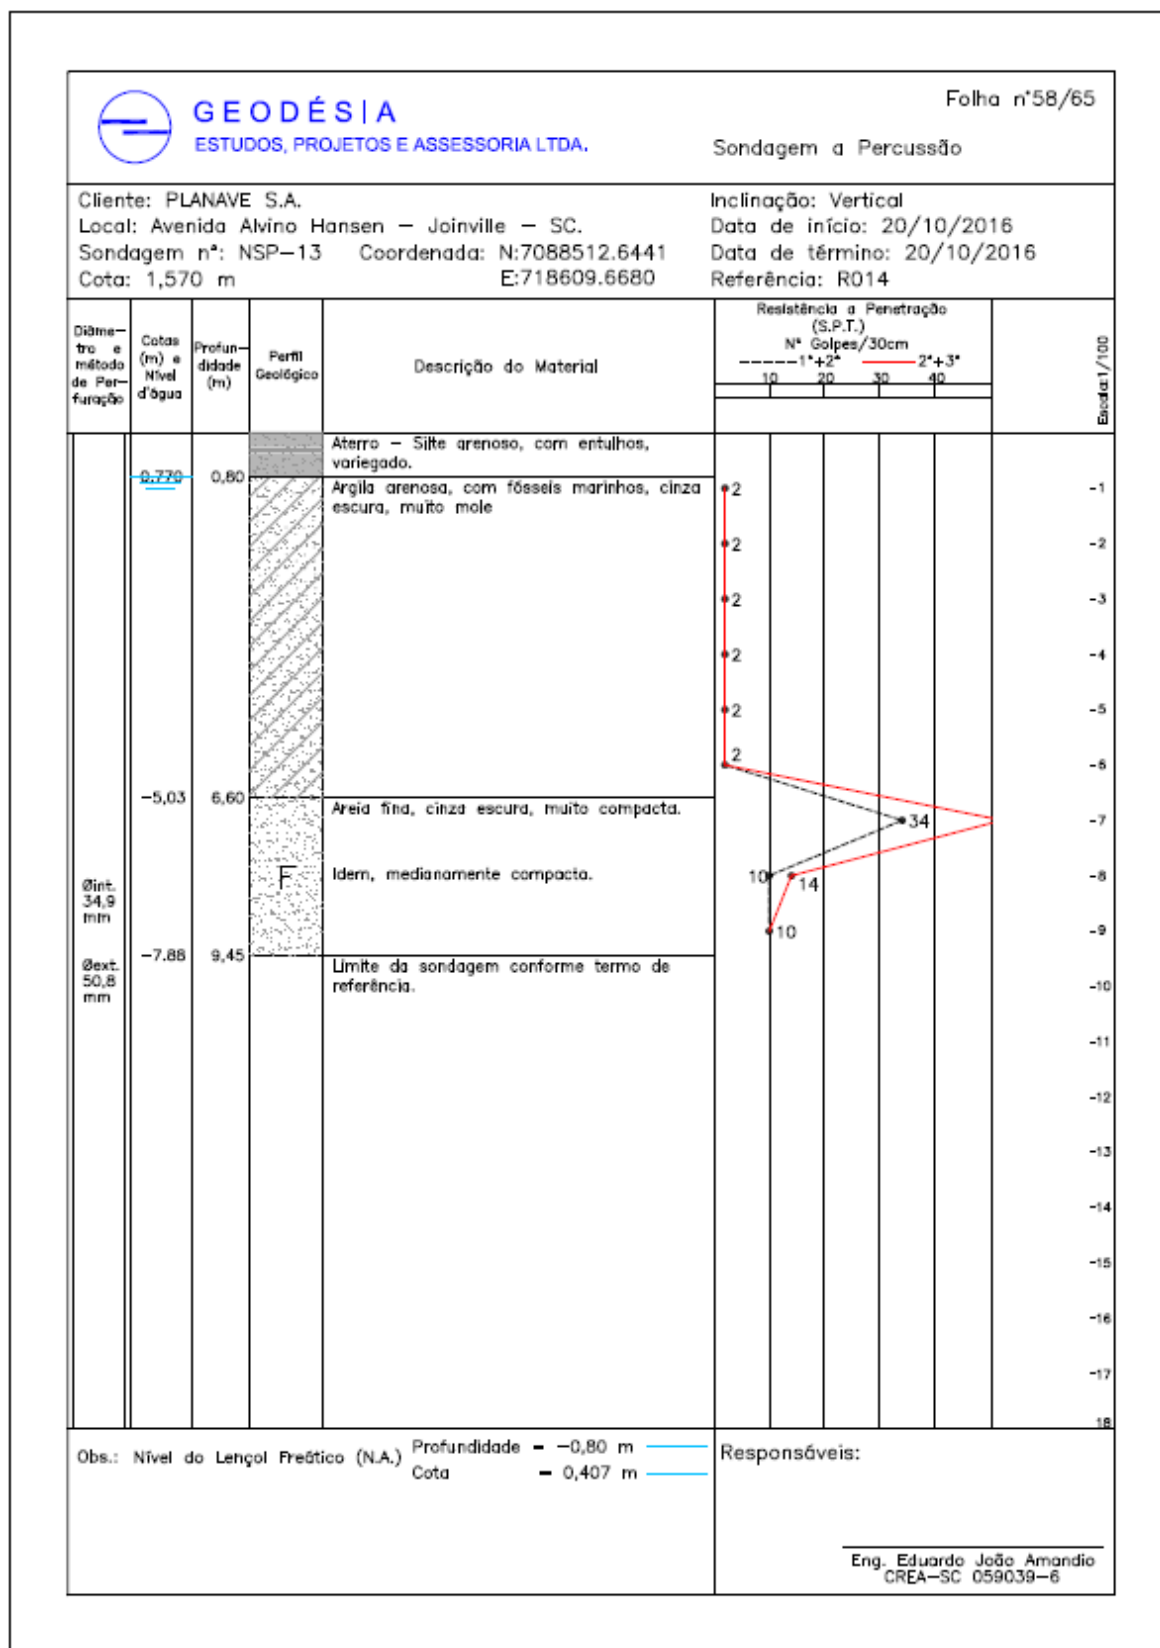 GEODÉSIA
ESTUDOS, PROJETOS E ASSESSORIA LTDA.
Folha n°58/65
Sondagem a Percussão
Cliente: PLANAVE S.A.
Local: Avenida Alvino Hansen – Joinville – SC.
Sondagem n°: NSP–13 Coordenada: N:7088512.6441
Cota: 1,570 m E:718609.6680
Inclinação: Vertical
Data de início: 20/10/2016
Data de término: 20/10/2016
Referência: R014
Diâme–
tro e
método
de Per–
furação
Cotas
(m) e
Nível
d'água
Profun–
didade
(m)
Perfil
Geológico
Descrição do Material
Resistência a Penetração
(S.P.T.)
N° Golpes/30cm
1ª+2ª 2ª+3ª
10 20 30 40
Escala:1/100
Aterro – Silte arenoso, com entulhos,
variegado.
0.770 0,80
Argila arenosa, com fósseis marinhos, cinza
escura, muito mole
2 -1
2 -2
2 -3
2 -4
2 -5
2 -6
-5,03 6,60
Areia fina, cinza escura, muito compacta.
34 -7
F
Idem, medianamente compacta.
10 14 -8
Øint.
34,9
mm
10 -9
-7.88 9,45
Limite da sondagem conforme termo de
referência.
Øext.
50,8
mm
-10
-11
-12
-13
-14
-15
-16
-17
18
Obs.: Nível do Lençol Freático (N.A.)
Profundidade = -0,80 m
Cota = 0,407 m
Responsáveis:
Eng. Eduardo João Amandio
CREA–SC 059039–6